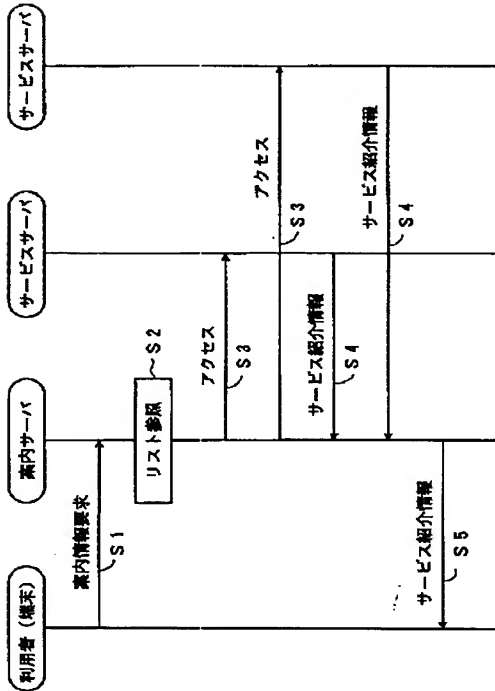 利用者 (端末)
案内サーバ
サービスサーバ
サービスサーバ
案内情報要求
S1
リスト参照
S2
アクセス
S3
アクセス
S3
サービス紹介情報
S4
サービス紹介情報
S4
サービス紹介情報
S5